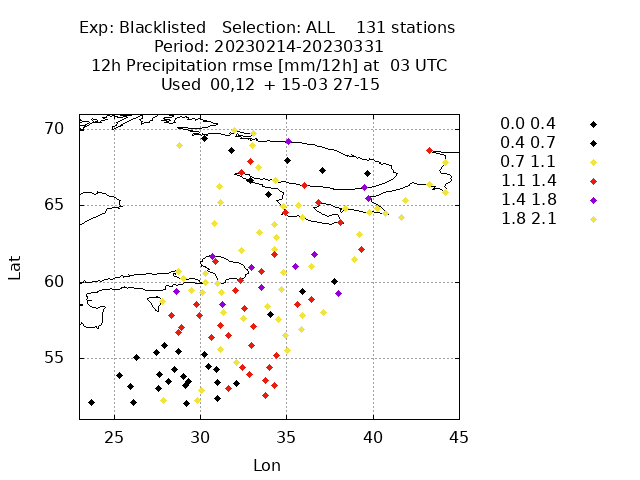 Exp: Blacklisted   Selection: ALL    131 stations
Period: 20230214-20230331
12h Precipitation rmse [mm/12h] at  03 UTC
Used  00,12  + 15-03 27-15
70
65
60
55
Lat
25 30 35 40 45
Lon
0.0 0.4
0.4 0.7
0.7 1.1
1.1 1.4
1.4 1.8
1.8 2.1